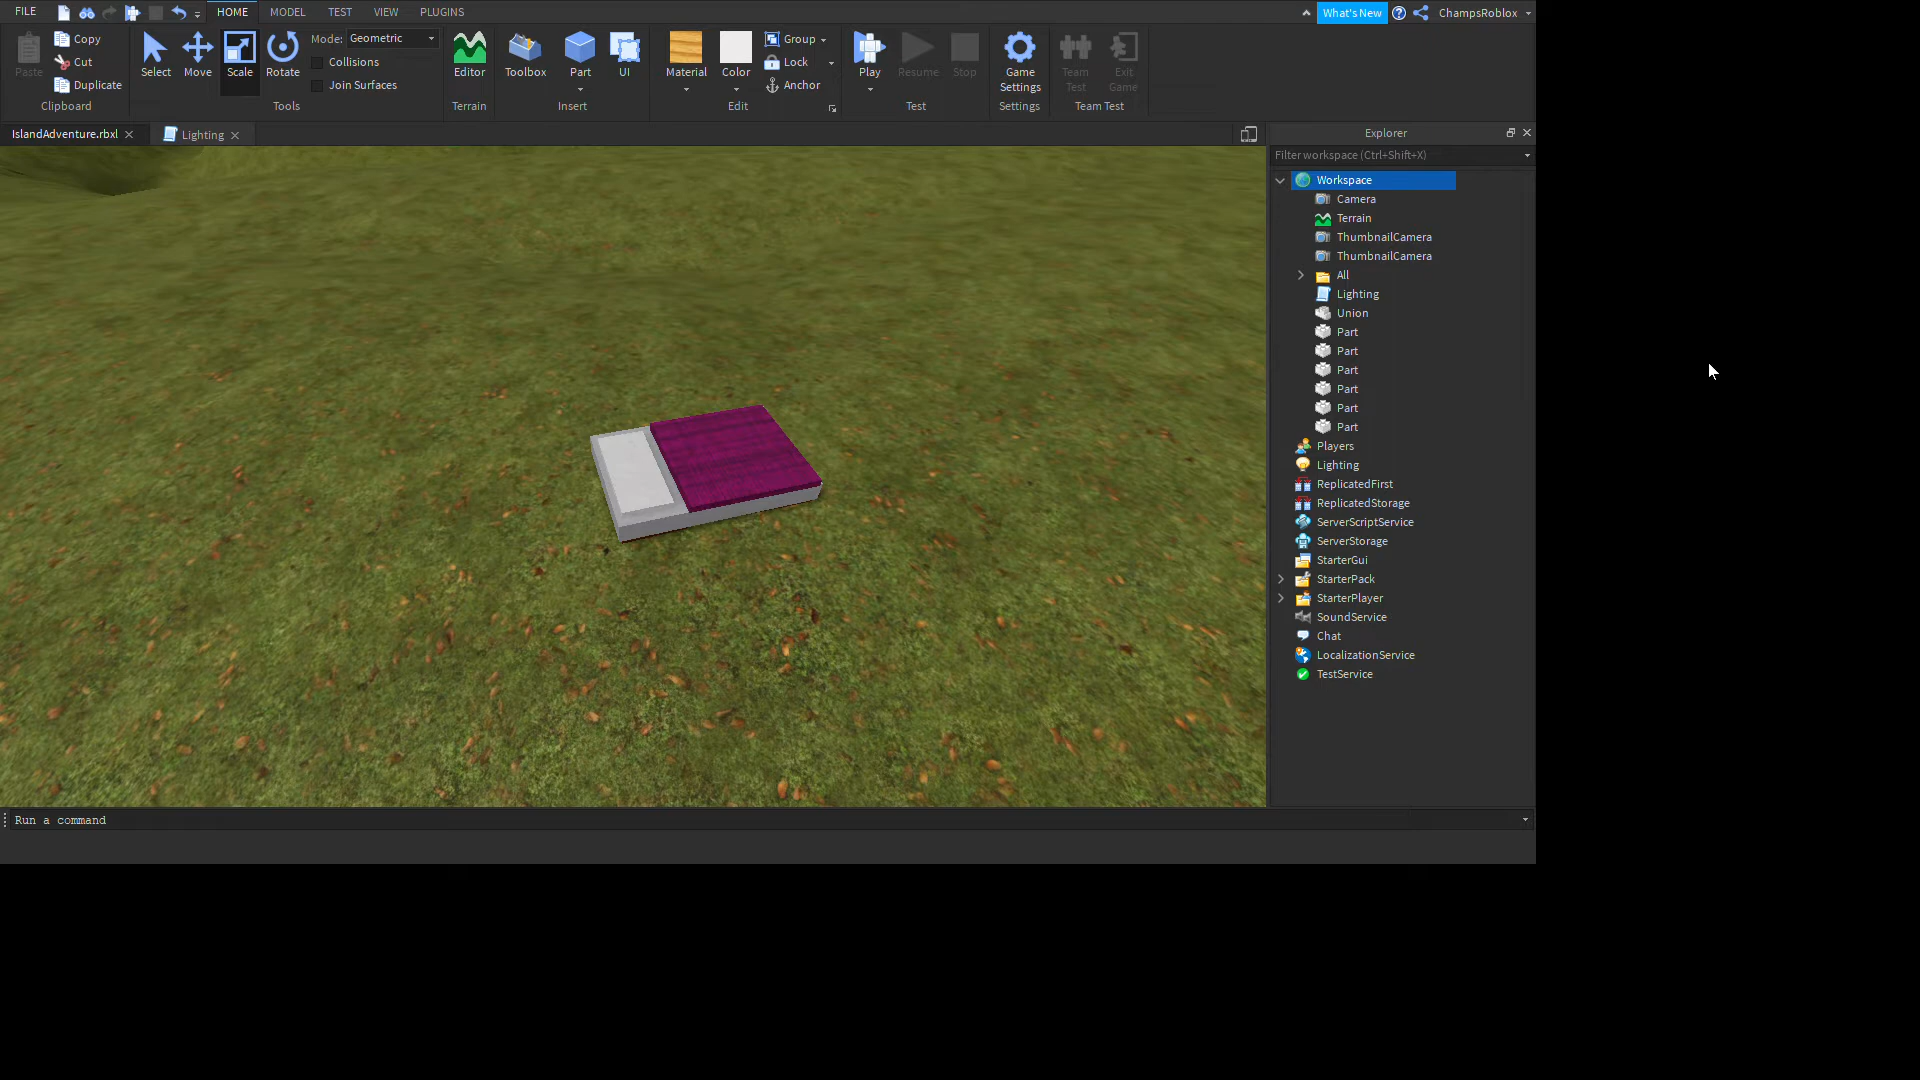 FILE HOME MODEL TEST VIEW PLUGINS What's New ChampsRoblox
Paste Copy Cut Duplicate Clipboard
Select Move Scale Rotate Mode: Geometric Collisions Join Surfaces Tools
Editor Terrain
Toolbox Part UI Insert
Material Color Group Lock Anchor Edit
Play Resume Stop Test
Game Settings Settings
Team Test Exit Game Team Test
IslandAdventure.rbxl Lighting
Explorer
Filter workspace (Ctrl+Shift+X)
Workspace
Camera
Terrain
ThumbnailCamera
ThumbnailCamera
All
Lighting
Union
Part
Part
Part
Part
Part
Part
Players
Lighting
ReplicatedFirst
ReplicatedStorage
ServerScriptService
ServerStorage
StarterGui
StarterPack
StarterPlayer
SoundService
Chat
LocalizationService
TestService
Run a command